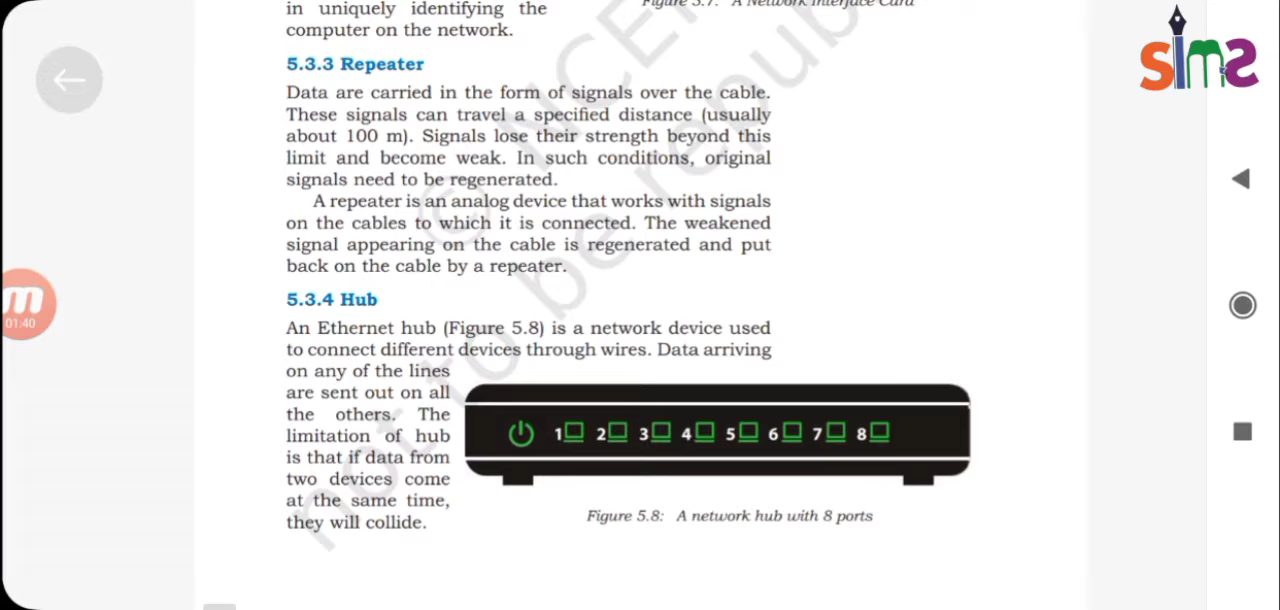 in uniquely identifying the
computer on the network.
Figure 5.7: A Network Interface Card
5.3.3 Repeater
Data are carried in the form of signals over the cable.
These signals can travel a specified distance (usually
about 100 m). Signals lose their strength beyond this
limit and become weak. In such conditions, original
signals need to be regenerated.
A repeater is an analog device that works with signals
on the cables to which it is connected. The weakened
signal appearing on the cable is regenerated and put
back on the cable by a repeater.
5.3.4 Hub
An Ethernet hub (Figure 5.8) is a network device used
to connect different devices through wires. Data arriving
on any of the lines
are sent out on all
the others. The
limitation of hub
is that if data from
two devices come
at the same time,
they will collide.
1 2 3 4 5 6 7 8
Figure 5.8: A network hub with 8 ports
© NCE
not to be repub
01:40